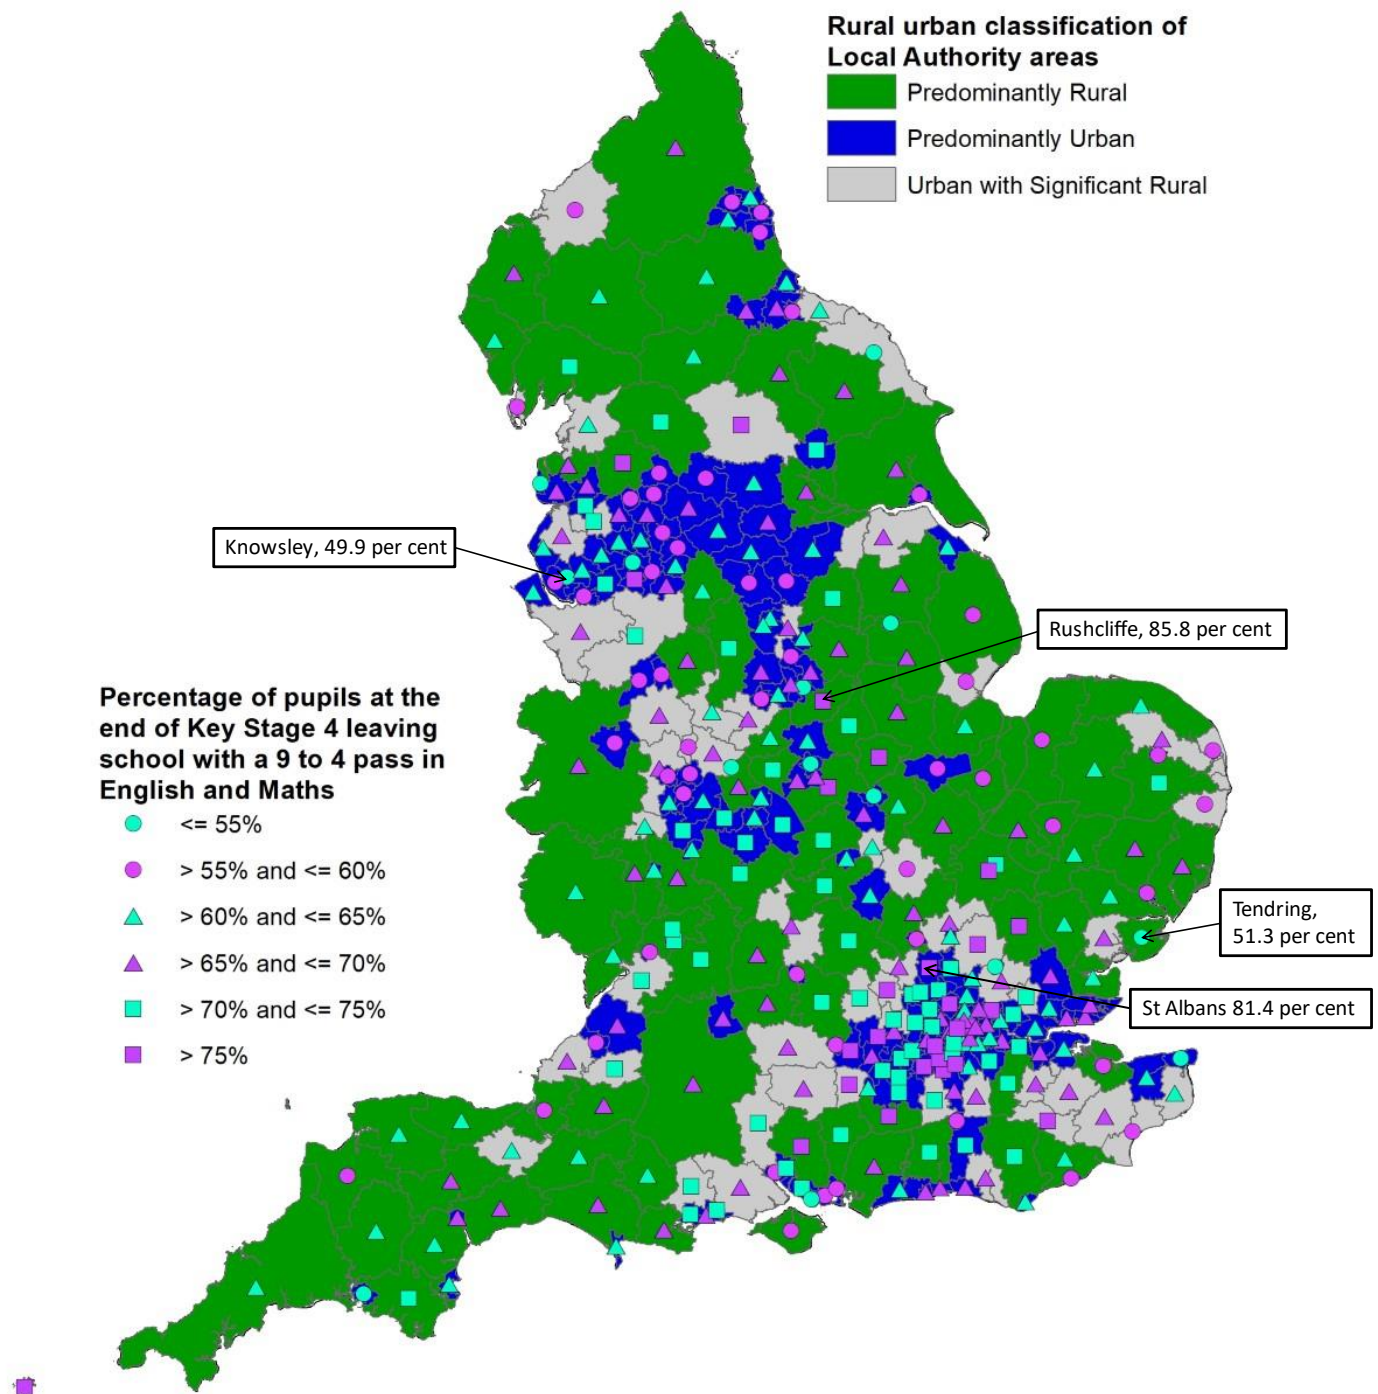 Rural urban classification of
Local Authority areas
Predominantly Rural
Predominantly Urban
Urban with Significant Rural
Knowsley, 49.9 per cent
Rushcliffe, 85.8 per cent
Percentage of pupils at the
end of Key Stage 4 leaving
school with a 9 to 4 pass in
English and Maths
<= 55%
> 55% and <= 60%
> 60% and <= 65%
> 65% and <= 70%
> 70% and <= 75%
> 75%
Tendring,
51.3 per cent
St Albans 81.4 per cent